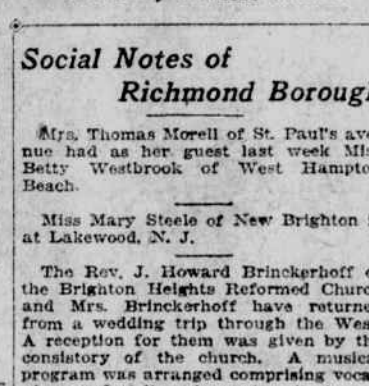 Social Notes of
Richmond Boroug
Mrs. Thomas Morell of St. Paul's ave
nue had as her guest last week Mis
Betty Westbrook of West Hampto
Beach.
Miss Mary Steele of New Brighton i
at Lakewood, N. J.
The Rev. J. Howard Brinckerhoff o
the Brighton Heights Reformed Churc
and Mrs. Brinckerhoff have returne
from a wedding trip through the Wes
A reception for them was given by th
consistory of the church. A musica
program was arranged comprising voca